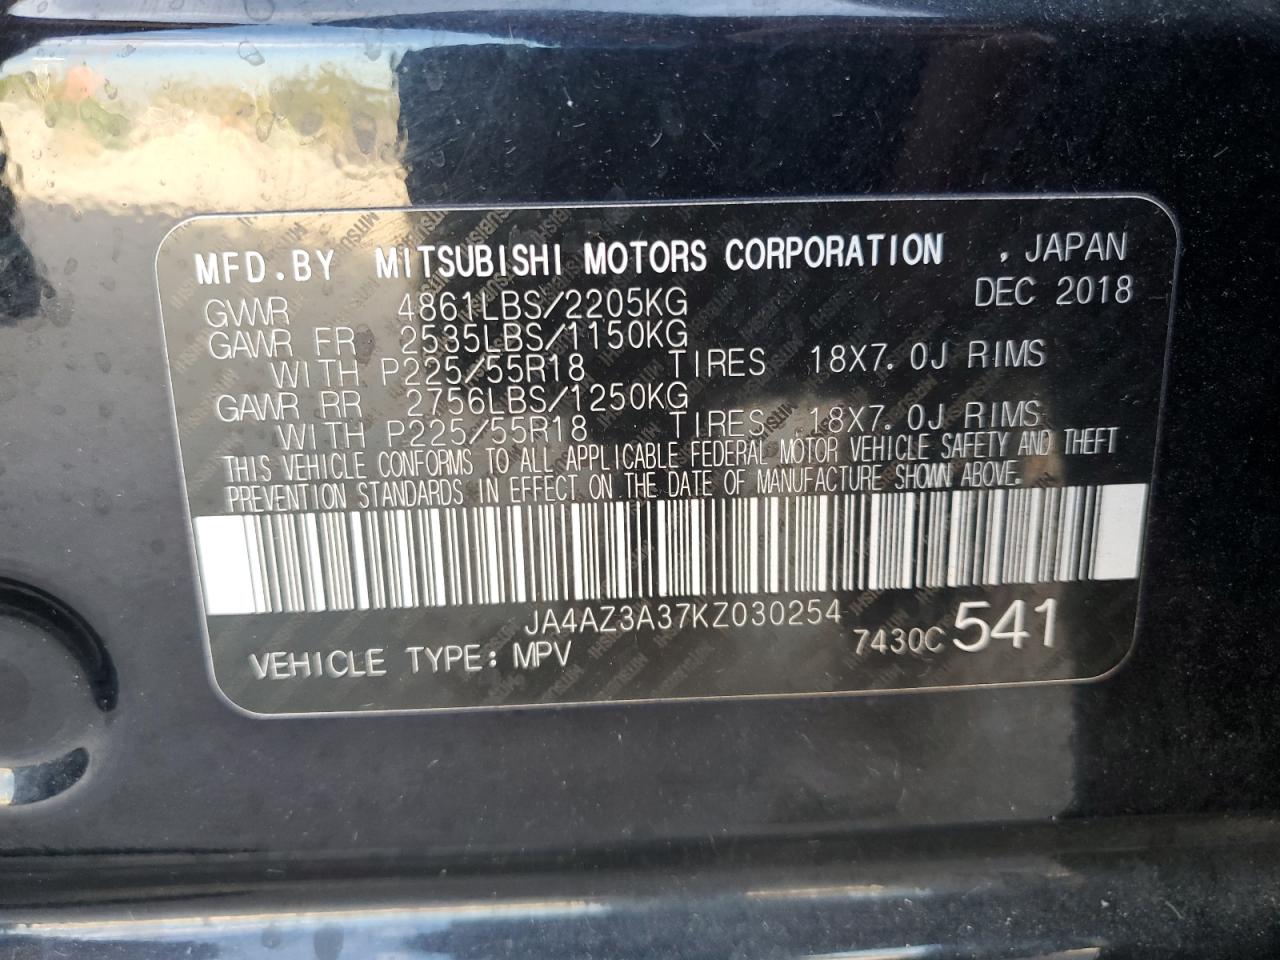 MFD.BY MITSUBISHI MOTORS CORPORATION , JAPAN
DEC 2018
GWVR 4861LBS/2205KG
GAWR FR 2535LBS/1150KG
WITH P225/55R18 TIRES 18X7.0J RIMS
GAWR RR 2756LBS/1250KG
WITH P225/55R18 TIRES 18X7.0J RIMS
THIS VEHICLE CONFORMS TO ALL APPLICABLE FEDERAL MOTOR VEHICLE SAFETY AND THEFT
PREVENTION STANDARDS IN EFFECT ON THE DATE OF MANUFACTURE SHOWN ABOVE.
JA4AZ3A37KZ030254
7430C 541
VEHICLE TYPE: MPV